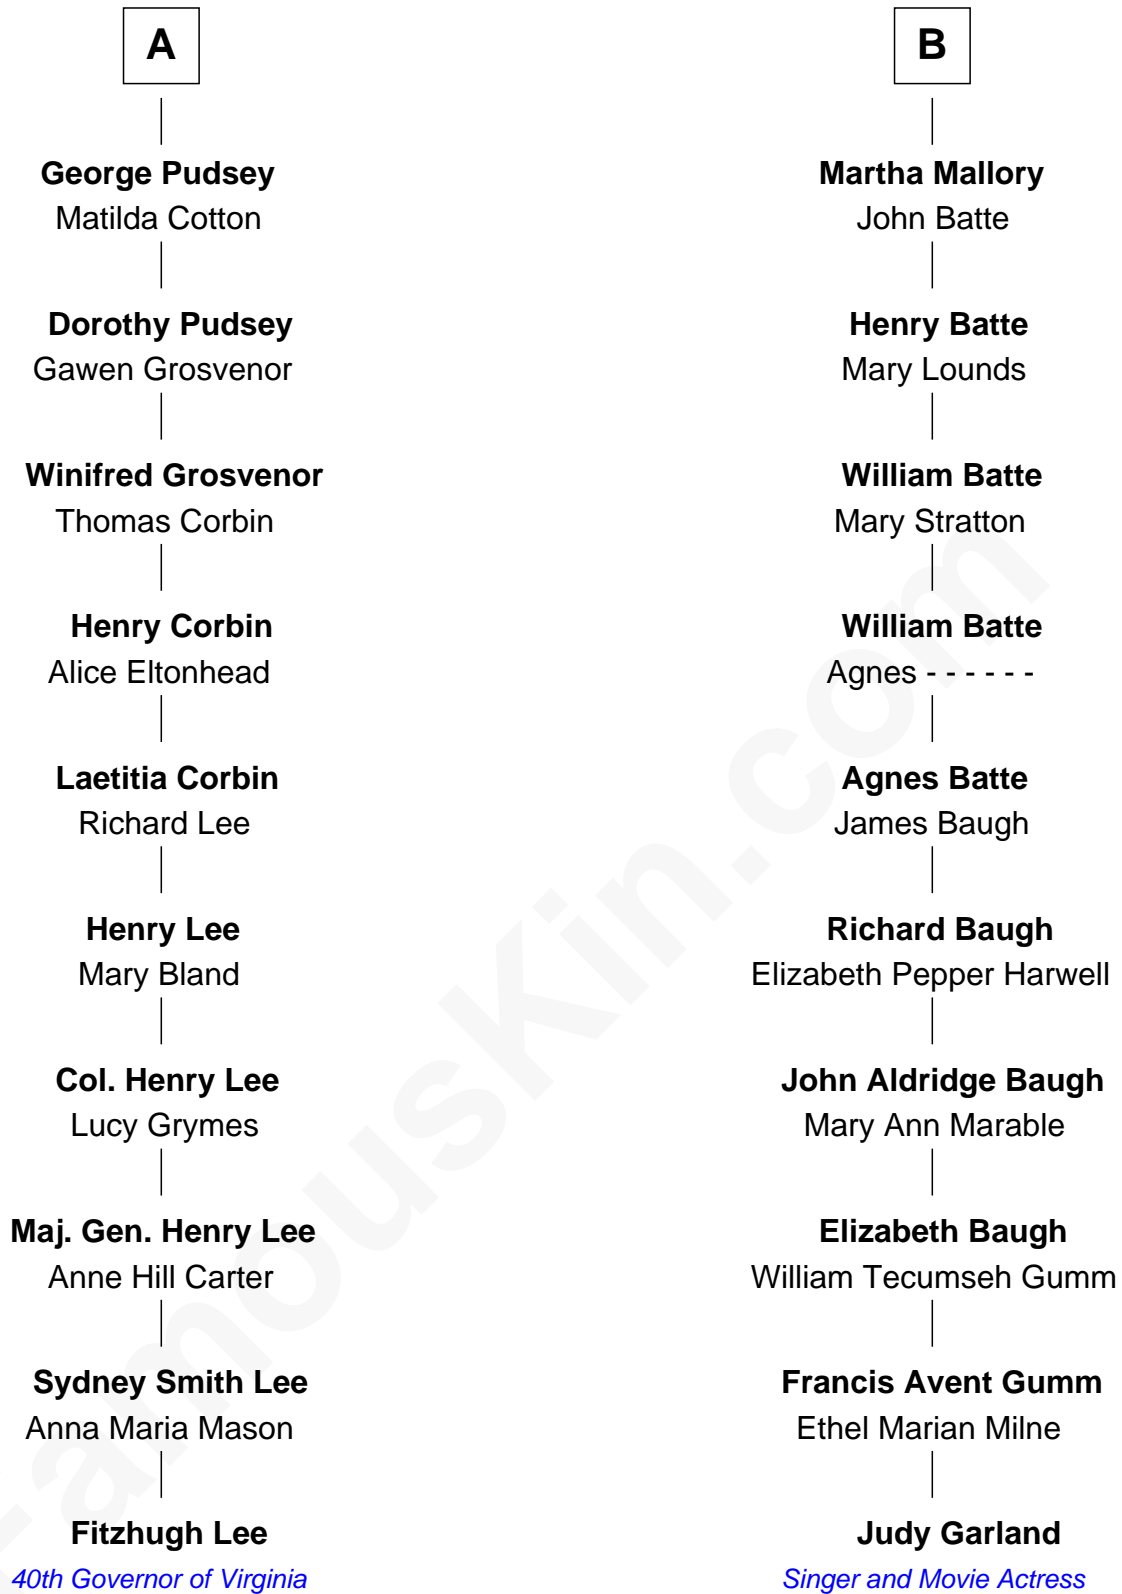 A
George Pudsey
Matilda Cotton
Dorothy Pudsey
Gawen Grosvenor
Winifred Grosvenor
Thomas Corbin
Henry Corbin
Alice Eltonhead
Laetitia Corbin
Richard Lee
Henry Lee
Mary Bland
Col. Henry Lee
Lucy Grymes
Maj. Gen. Henry Lee
Anne Hill Carter
Sydney Smith Lee
Anna Maria Mason
Fitzhugh Lee
40th Governor of Virginia
B
Martha Mallory
John Batte
Henry Batte
Mary Lounds
William Batte
Mary Stratton
William Batte
Agnes - - - - - -
Agnes Batte
James Baugh
Richard Baugh
Elizabeth Pepper Harwell
John Aldridge Baugh
Mary Ann Marable
Elizabeth Baugh
William Tecumseh Gumm
Francis Avent Gumm
Ethel Marian Milne
Judy Garland
Singer and Movie Actress
FamousKin.com